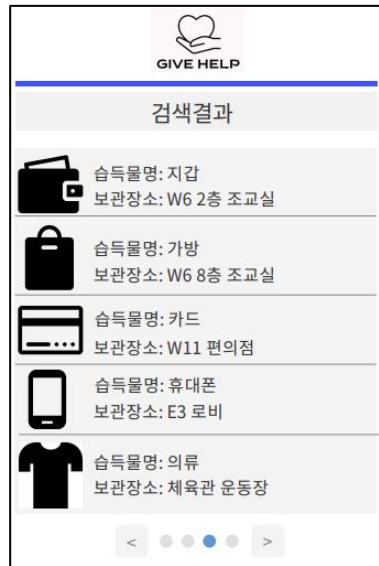 GIVE HELP
검색결과
습득물명: 지갑
보관장소: W6 2층 조교실
습득물명: 가방
보관장소: W6 8층 조교실
습득물명: 카드
보관장소: W11 편의점
습득물명: 휴대폰
보관장소: E3 로비
습득물명: 의류
보관장소: 체육관 운동장
< >